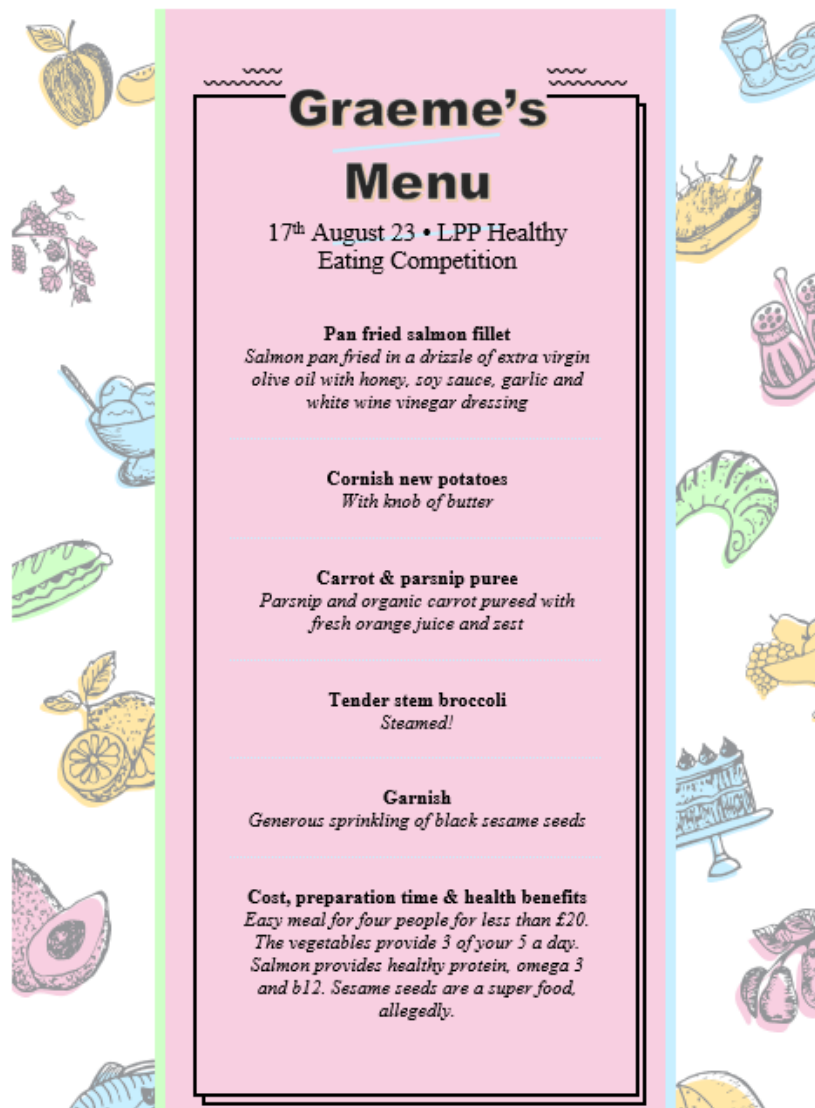 Graeme's
Menu
17th August 23 • LPP Healthy
Eating Competition
Pan fried salmon fillet
Salmon pan fried in a drizzle of extra virgin
olive oil with honey, soy sauce, garlic and
white wine vinegar dressing
Cornish new potatoes
With knob of butter
Carrot & parsnip puree
Parsnip and organic carrot pureed with
fresh orange juice and zest
Tender stem broccoli
Steamed!
Garnish
Generous sprinkling of black sesame seeds
Cost, preparation time & health benefits
Easy meal for four people for less than £20.
The vegetables provide 3 of your 5 a day.
Salmon provides healthy protein, omega 3
and b12. Sesame seeds are a super food,
allegedly.